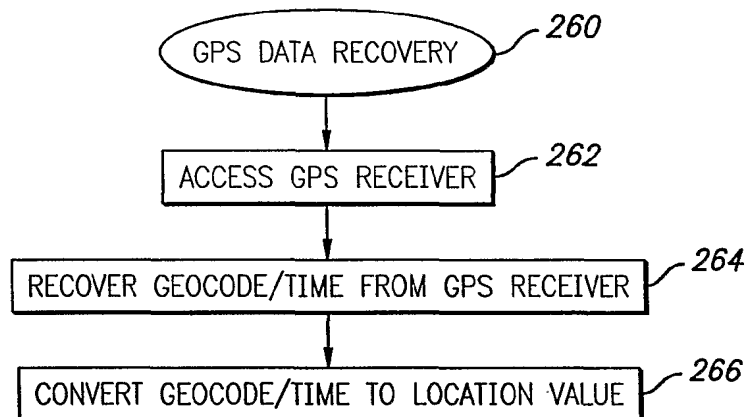 GPS DATA RECOVERY
260
ACCESS GPS RECEIVER
262
RECOVER GEOCODE/TIME FROM GPS RECEIVER
264
CONVERT GEOCODE/TIME TO LOCATION VALUE
266